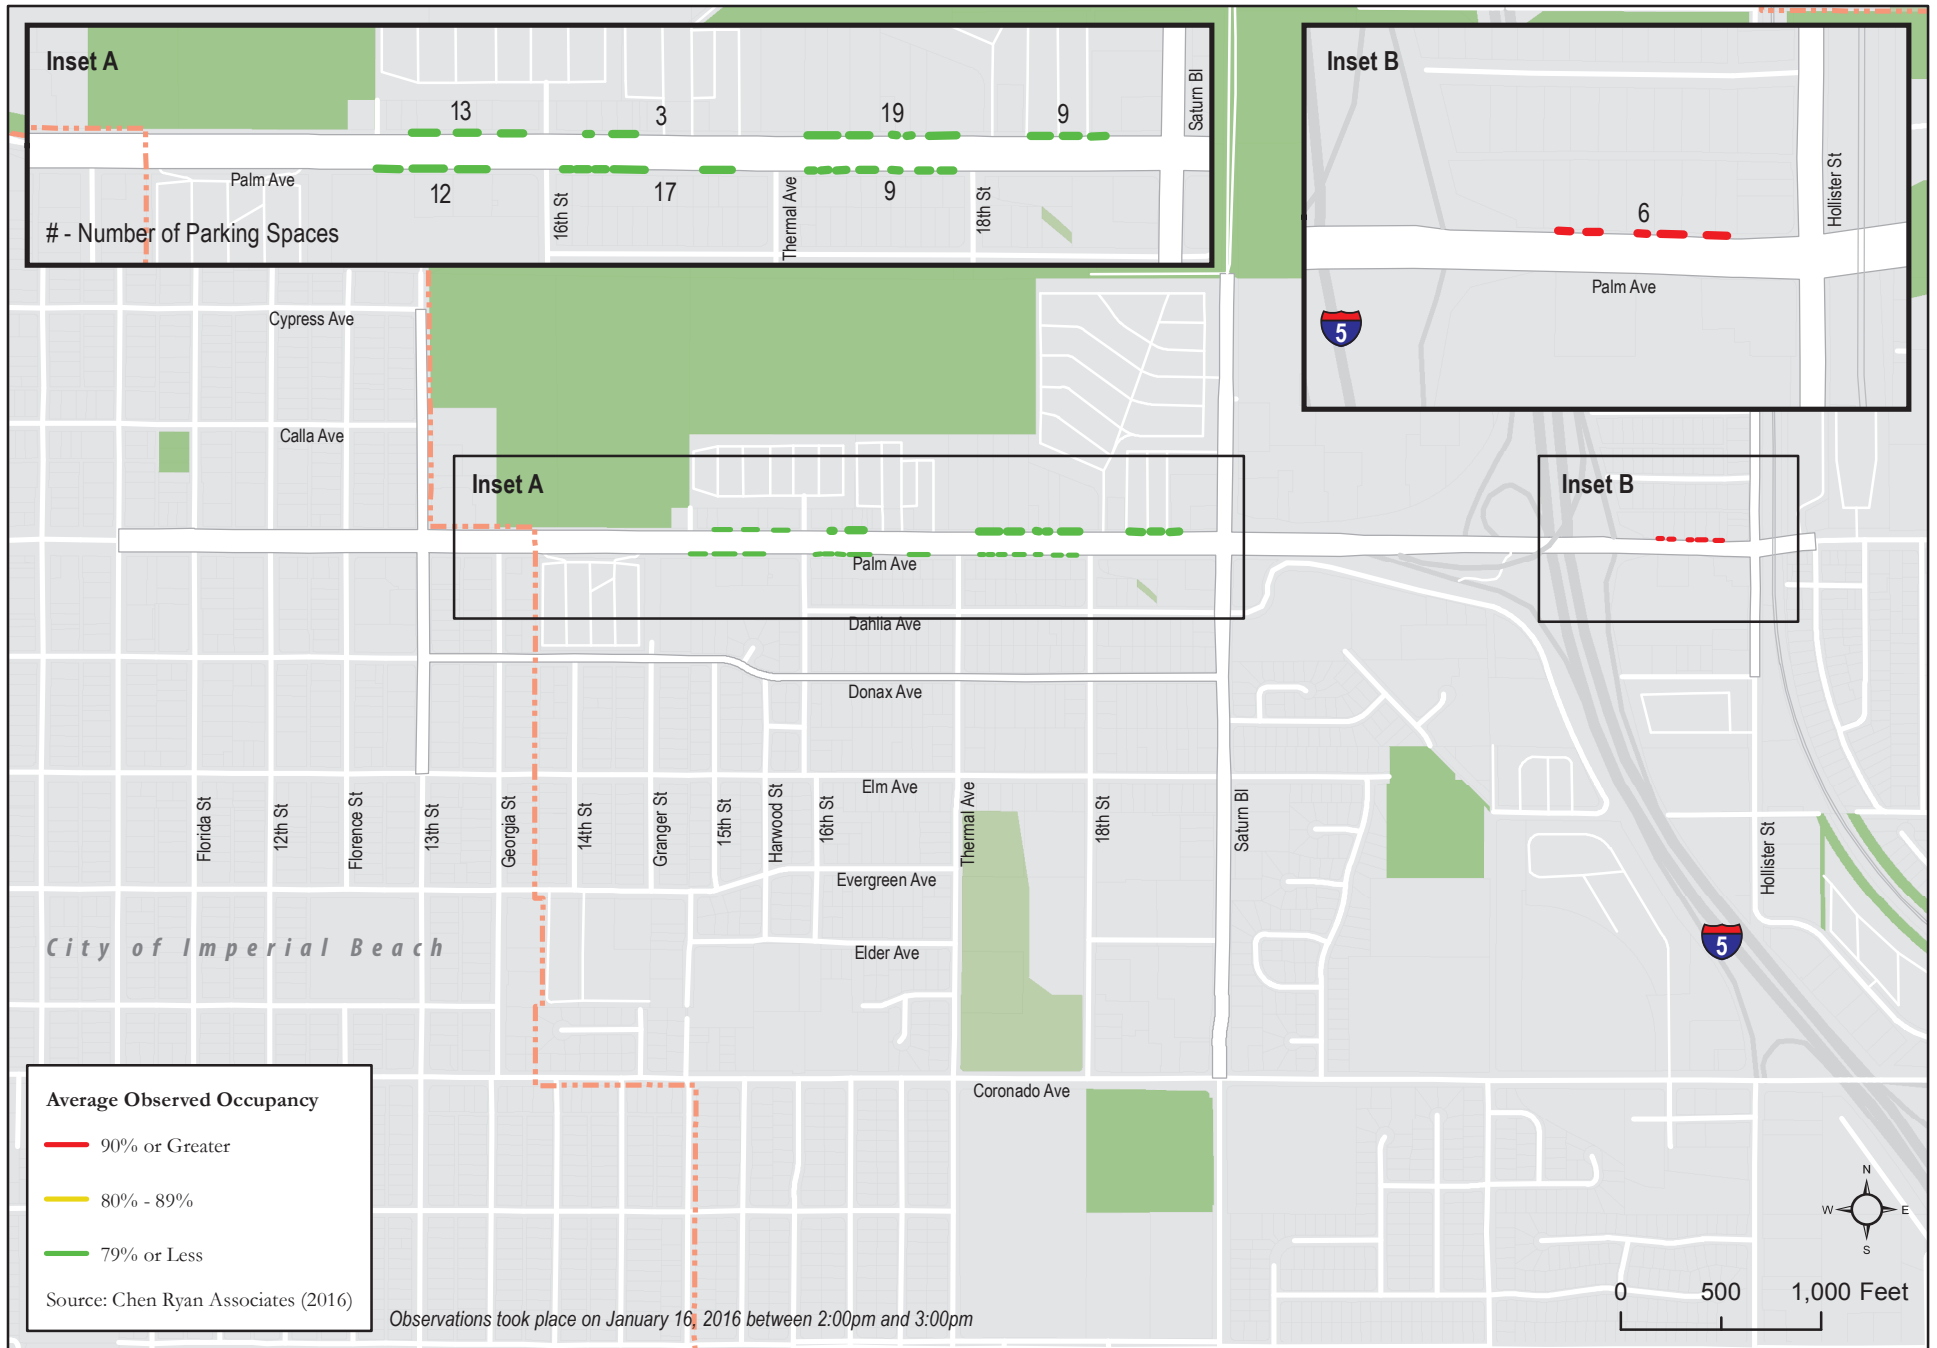 Inset A
13
3
19
9
Saturn Bl
Palm Ave
12
16th St
17
Thermal Ave
9
18th St
# - Number of Parking Spaces
Inset B
6
Hollister St
Palm Ave
5
Cypress Ave
Calla Ave
Inset A
Inset B
Palm Ave
Dahlia Ave
Donax Ave
Elm Ave
Florida St
12th St
Florence St
13th St
Georgia St
14th St
Granger St
15th St
Harwood St
16th St
Thermal Ave
18th St
Saturn Bl
Hollister St
Evergreen Ave
City of Imperial Beach
Elder Ave
5
Coronado Ave
Average Observed Occupancy
90% or Greater
80% - 89%
79% or Less
Source: Chen Ryan Associates (2016)
Observations took place on January 16, 2016 between 2:00pm and 3:00pm
N
W E
S
0 500 1,000 Feet